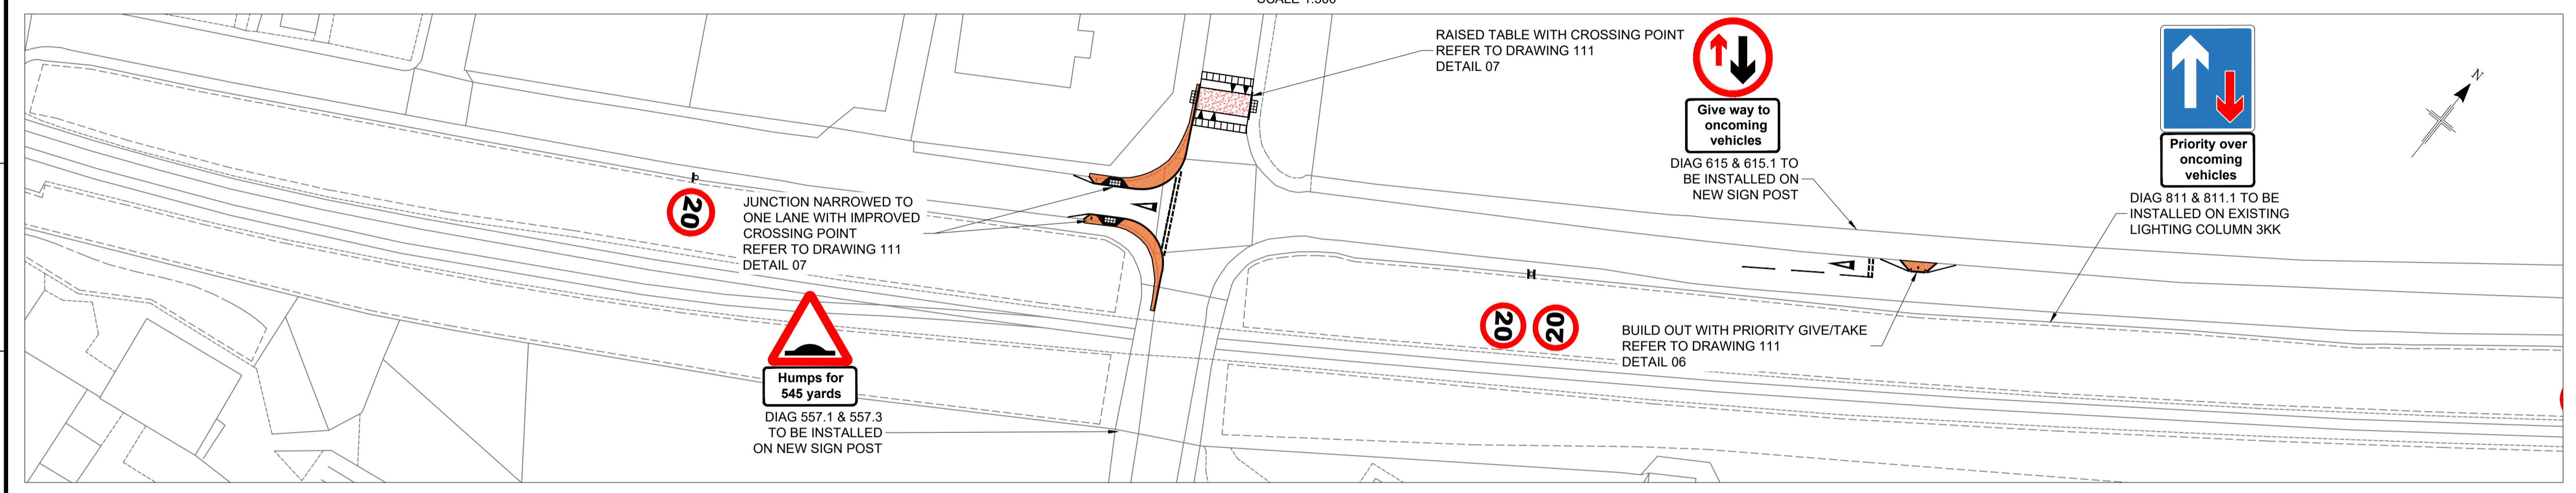 RAISED TABLE WITH CROSSING POINT
REFER TO DRAWING 111
DETAIL 07
Give way to
oncoming
vehicles
DIAG 615 & 615.1 TO
BE INSTALLED ON
NEW SIGN POST
Priority over
oncoming
vehicles
DIAG 811 & 811.1 TO BE
INSTALLED ON EXISTING
LIGHTING COLUMN 3KK
N
20
JUNCTION NARROWED TO
ONE LANE WITH IMPROVED
CROSSING POINT
REFER TO DRAWING 111
DETAIL 07
Humps for
545 yards
DIAG 557.1 & 557.3
TO BE INSTALLED
ON NEW SIGN POST
20
20
BUILD OUT WITH PRIORITY GIVE/TAKE
REFER TO DRAWING 111
DETAIL 06